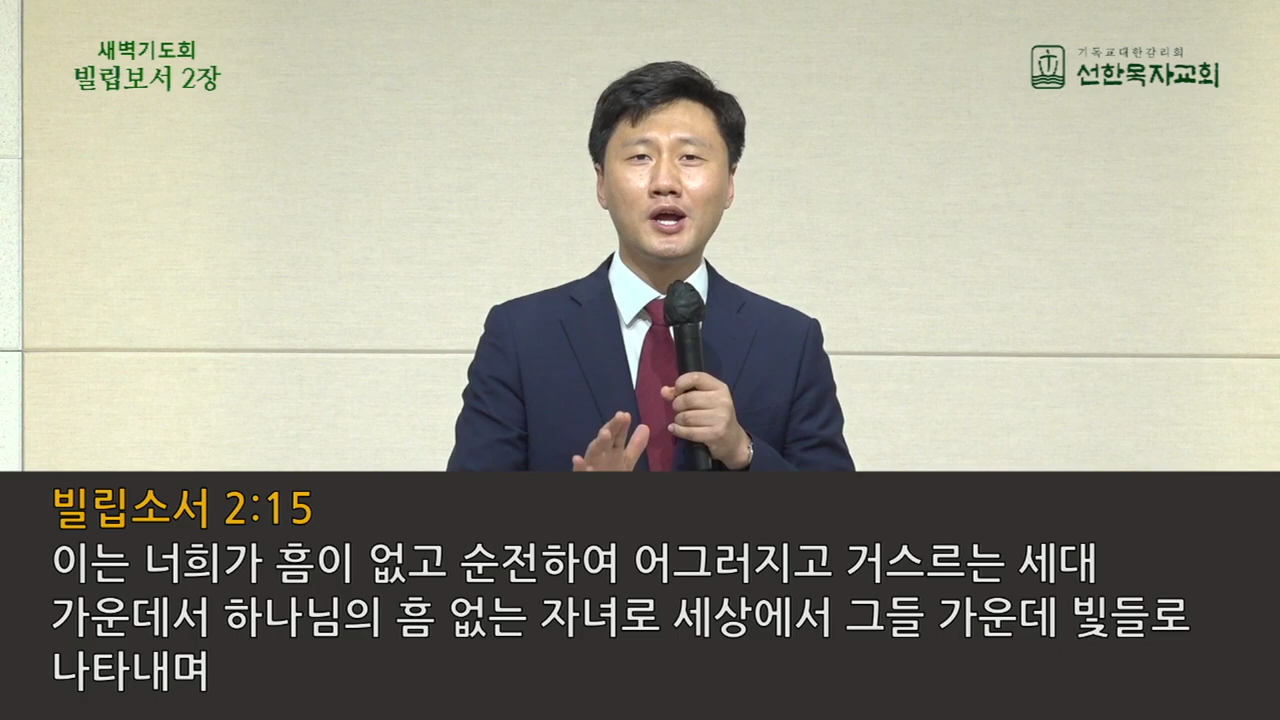 새벽기도회
빌립보서 2장
기독교대한감리회
선한목자교회
빌립소서 2:15
이는 너희가 흠이 없고 순전하여 어그러지고 거스르는 세대
가운데서 하나님의 흠 없는 자녀로 세상에서 그들 가운데 빛들로
나타내며